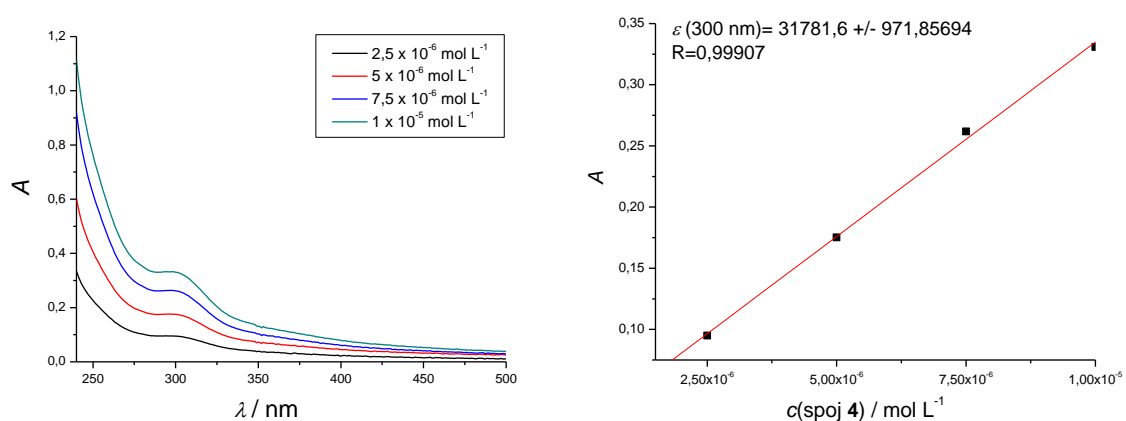 1,2
1,0
0,8
0,6
0,4
0,2
0,0
A
250 300 350 400 450 500
λ / nm
2,5 x 10⁻⁶ mol L⁻¹
5 x 10⁻⁶ mol L⁻¹
7,5 x 10⁻⁶ mol L⁻¹
1 x 10⁻⁵ mol L⁻¹
0,35
0,30
0,25
0,20
0,15
0,10
A
ε (300 nm)= 31781,6 +/- 971,85694
R=0,99907
2,50x10⁻⁶ 5,00x10⁻⁶ 7,50x10⁻⁶ 1,00x10⁻⁵
c(spoj 4) / mol L⁻¹